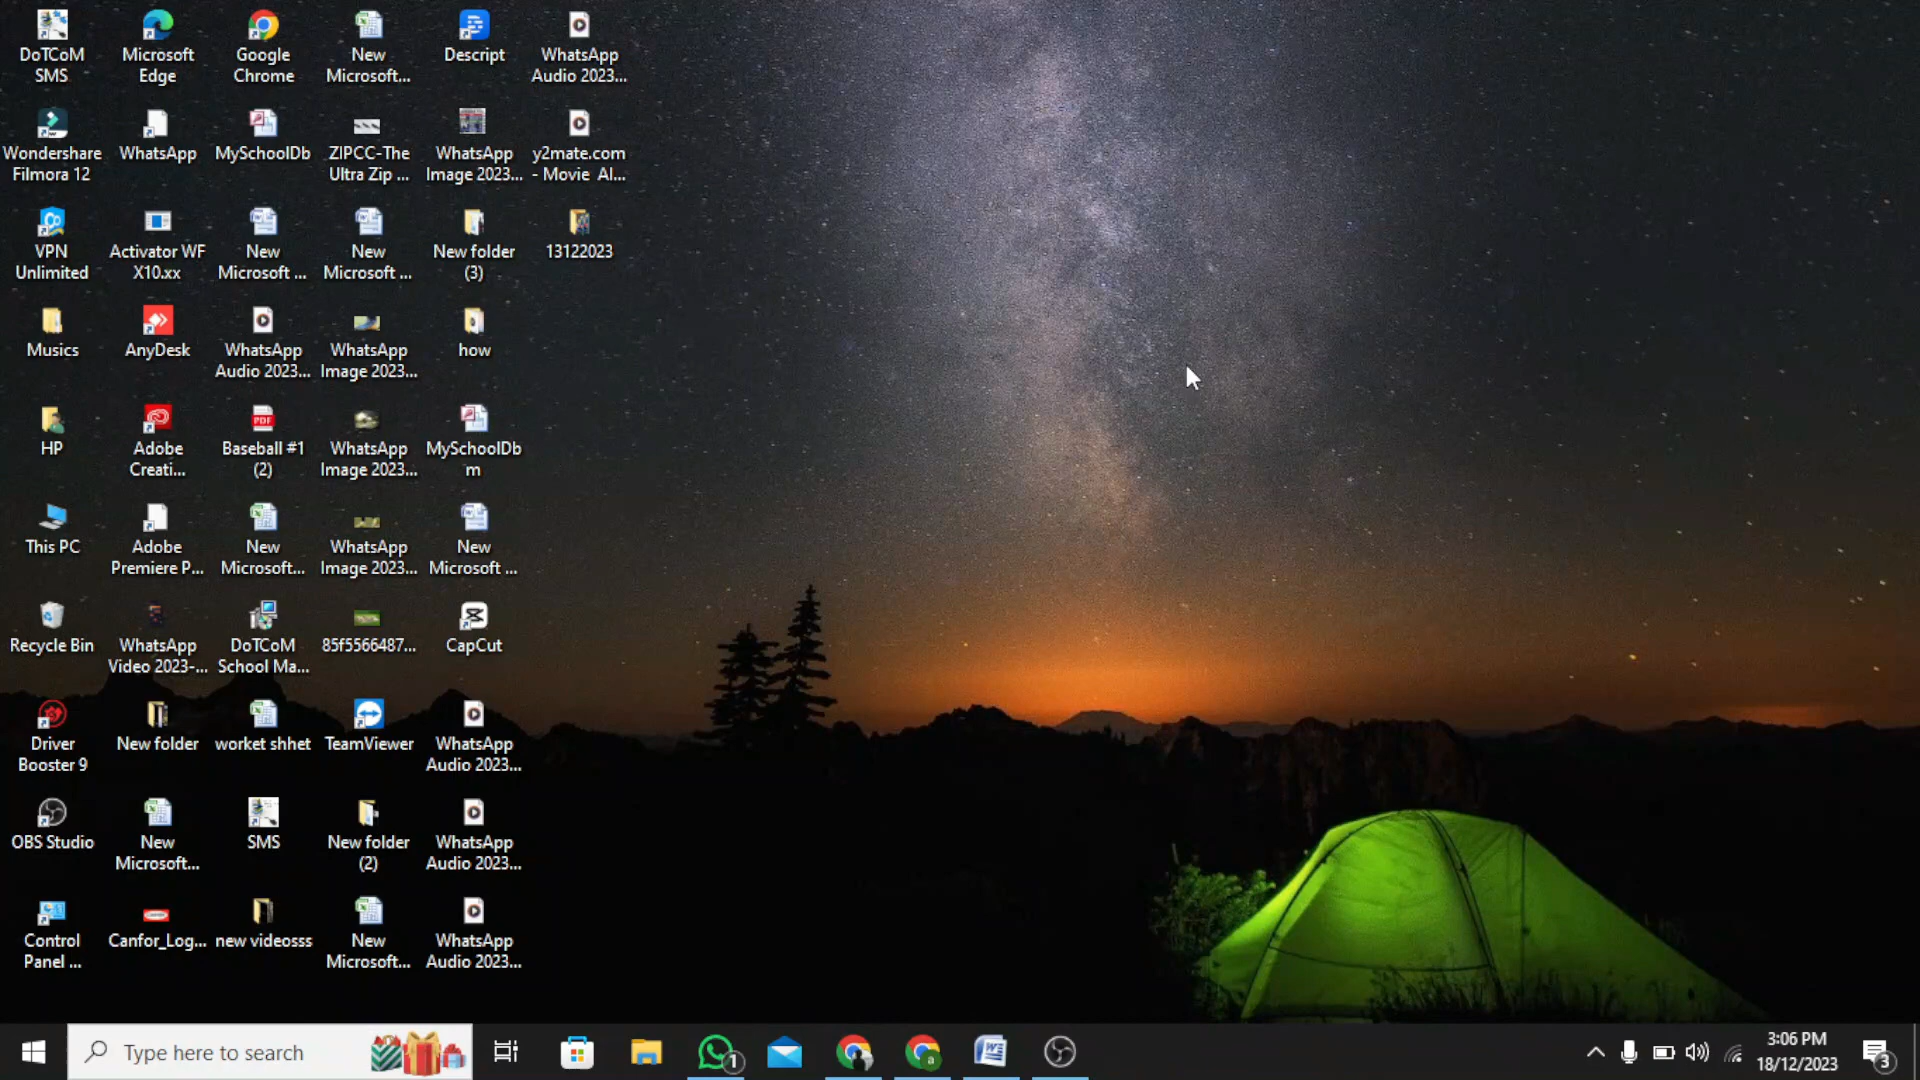 DoTCoM
SMS
Microsoft
Edge
Google
Chrome
New
Microsoft...
Descript
WhatsApp
Audio 2023...
Wondershare
Filmora 12
WhatsApp
MySchoolDb
ZIPCC-The
Ultra Zip ...
WhatsApp
Image 2023...
y2mate.com
- Movie Al...
VPN
Unlimited
Activator WF
X10.xx
New
Microsoft ...
New
Microsoft ...
New folder
(3)
13122023
Musics
AnyDesk
WhatsApp
Audio 2023...
WhatsApp
Image 2023...
how
HP
Adobe
Creati...
PDF
Baseball #1
(2)
WhatsApp
Image 2023...
MySchoolDb
m
This PC
Adobe
Premiere P...
New
Microsoft...
WhatsApp
Image 2023...
New
Microsoft ...
Recycle Bin
WhatsApp
Video 2023-...
DoTCoM
School Ma...
85f5566487...
CapCut
Driver
Booster 9
New folder
worket shhet
TeamViewer
WhatsApp
Audio 2023...
OBS Studio
New
Microsoft...
SMS
New folder
(2)
WhatsApp
Audio 2023...
Control
Panel ...
Canfor_Log...
new videosss
New
Microsoft...
WhatsApp
Audio 2023...
Type here to search
1
a
W
3:06 PM
18/12/2023
3